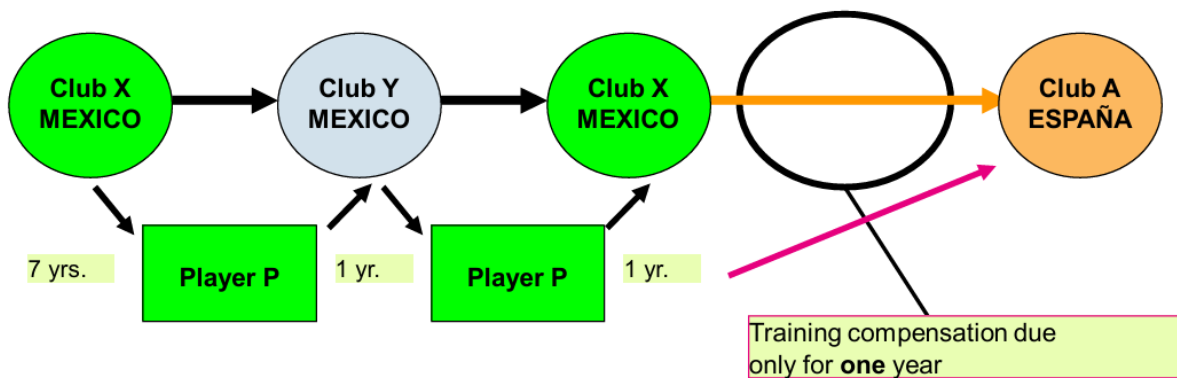 Club X
MEXICO
Club Y
MEXICO
Club X
MEXICO
Club A
ESPAÑA
7 yrs.
Player P
1 yr.
Player P
1 yr.
Training compensation due
only for one year